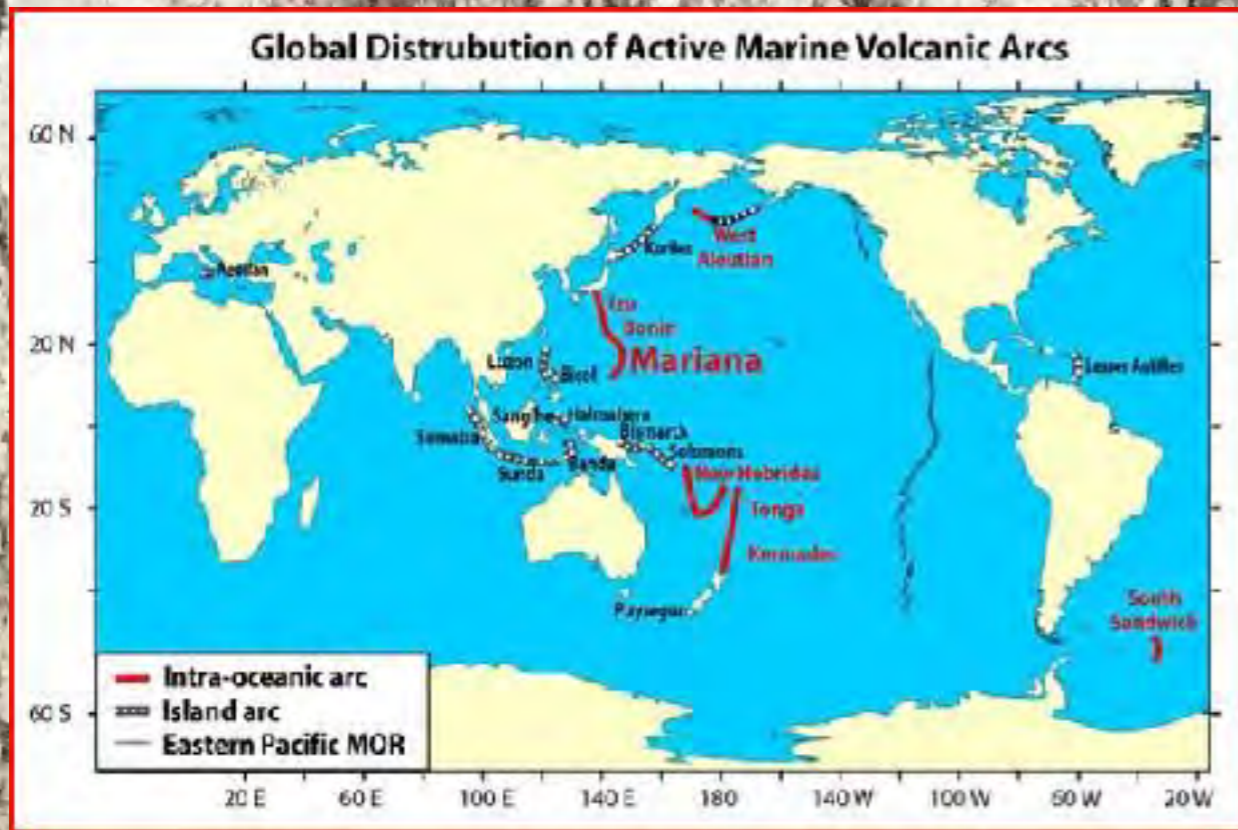 Global Distrubution of Active Marine Volcanic Arcs
60 N
20 N
20 S
60 S
Aeolian
Kuriles
West
Aleutian
Izu
Bonin
Mariana
Luzon
Bicol
Sangihe
Halmahera
Bismarck
Solomons
Banda
Sunda
New Hebrides
Tonga
Kermadec
Lesser Antilles
South
Sandwich
Intra-oceanic arc
Island arc
Eastern Pacific MOR
20 E
60 E
100 E
140 E
180
140 W
100 W
20 W